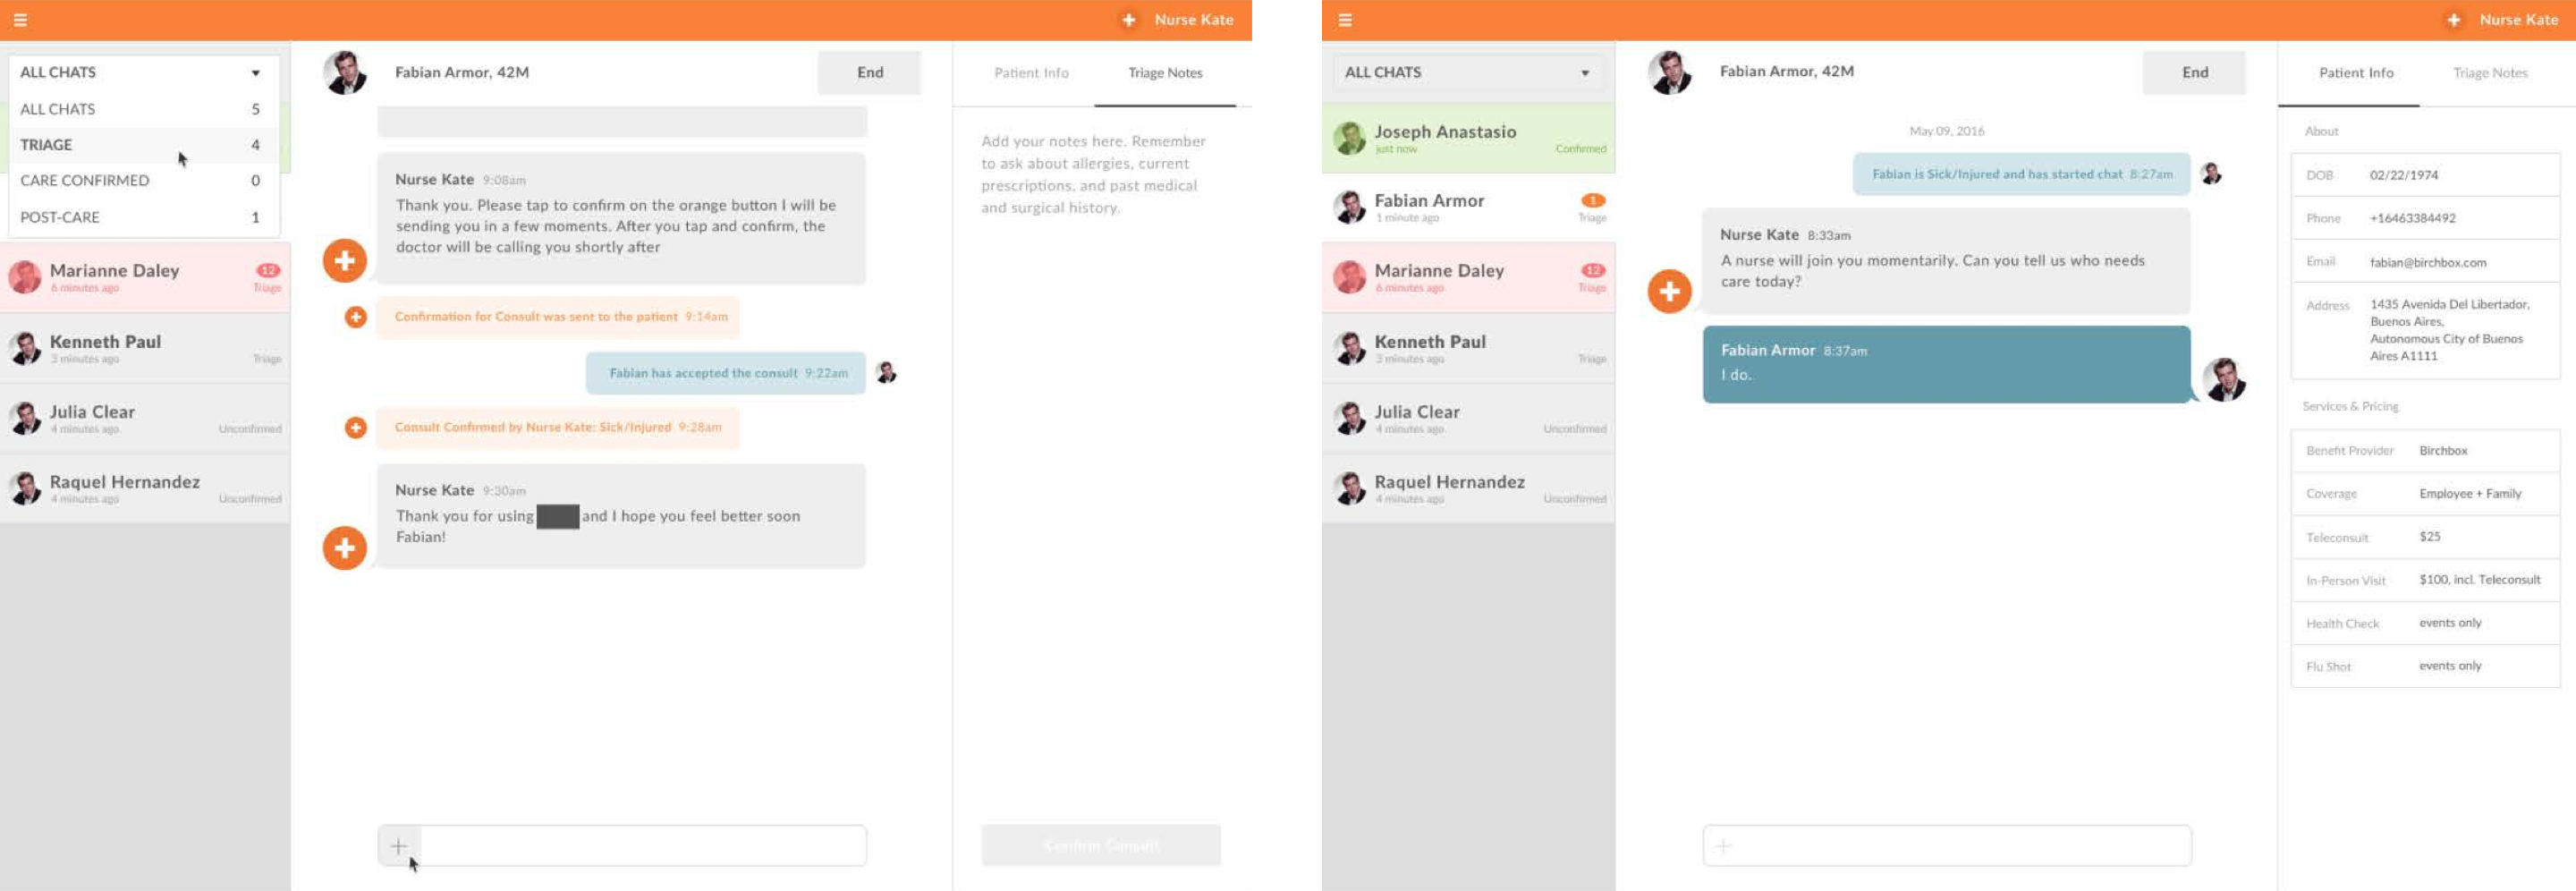 Nurse Kate
ALL CHATS
ALL CHATS 5
TRIAGE 4
CARE CONFIRMED 0
POST-CARE 1
Marianne Daley 12
6 minutes ago Triage
Kenneth Paul
3 minutes ago Triage
Julia Clear
4 minutes ago Unconfirmed
Raquel Hernandez
4 minutes ago Unconfirmed
Fabian Armor, 42M
End
Nurse Kate 9:08am
Thank you. Please tap to confirm on the orange button I will be
sending you in a few moments. After you tap and confirm, the
doctor will be calling you shortly after
Confirmation for Consult was sent to the patient 9:14am
Fabian has accepted the consult 9:22am
Consult Confirmed by Nurse Kate: Sick/Injured 9:28am
Nurse Kate 9:30am
Thank you for using and I hope you feel better soon
Fabian!
Patient Info Triage Notes
Add your notes here. Remember
to ask about allergies, current
prescriptions, and past medical
and surgical history.
Confirm Consult
Nurse Kate
ALL CHATS
Joseph Anastasio
just now Confirmed
Fabian Armor 1
1 minute ago Triage
Marianne Daley 12
6 minutes ago Triage
Kenneth Paul
3 minutes ago Triage
Julia Clear
4 minutes ago Unconfirmed
Raquel Hernandez
4 minutes ago Unconfirmed
Fabian Armor, 42M
End
May 09, 2016
Fabian is Sick/Injured and has started chat 8:27am
Nurse Kate 8:33am
A nurse will join you momentarily. Can you tell us who needs
care today?
Fabian Armor 8:37am
I do.
Patient Info Triage Notes
About
DOB 02/22/1974
Phone +16463384492
Email fabian@birchbox.com
Address 1435 Avenida Del Libertador,
Buenos Aires,
Autonomous City of Buenos
Aires A1111
Services & Pricing
Benefit Provider Birchbox
Coverage Employee + Family
Teleconsult $25
In-Person Visit $100, incl. Teleconsult
Health Check events only
Flu Shot events only